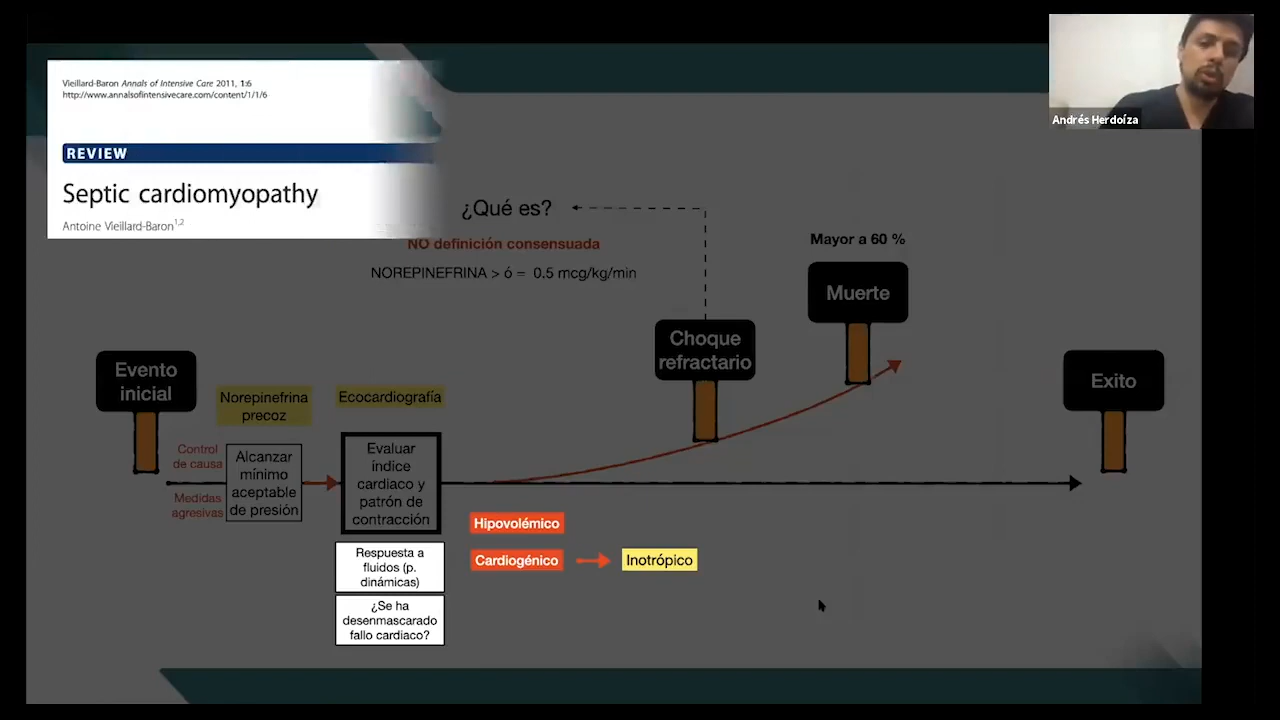 Vieillard-Baron Annals of Intensive Care 2011, 1:6
http://www.annalsofintensivecare.com/content/1/1/6
REVIEW
Septic cardiomyopathy
Antoine Vieillard-Baron1,2
Andrés Herdoíza
¿Qué es?
NO definición consensuada
NOREPINEFRINA > ó = 0.5 mcg/kg/min
Mayor a 60 %
Muerte
Choque
refractario
Exito
Evento
inicial
Norepinefrina
precoz
Ecocardiografía
Control
de causa
Medidas
agresivas
Alcanzar
mínimo
aceptable
de presión
Evaluar
índice
cardiaco y
patrón de
contracción
Respuesta a
fluidos (p.
dinámicas)
¿Se ha
desenmascarado
fallo cardiaco?
Hipovolémico
Cardiogénico
Inotrópico